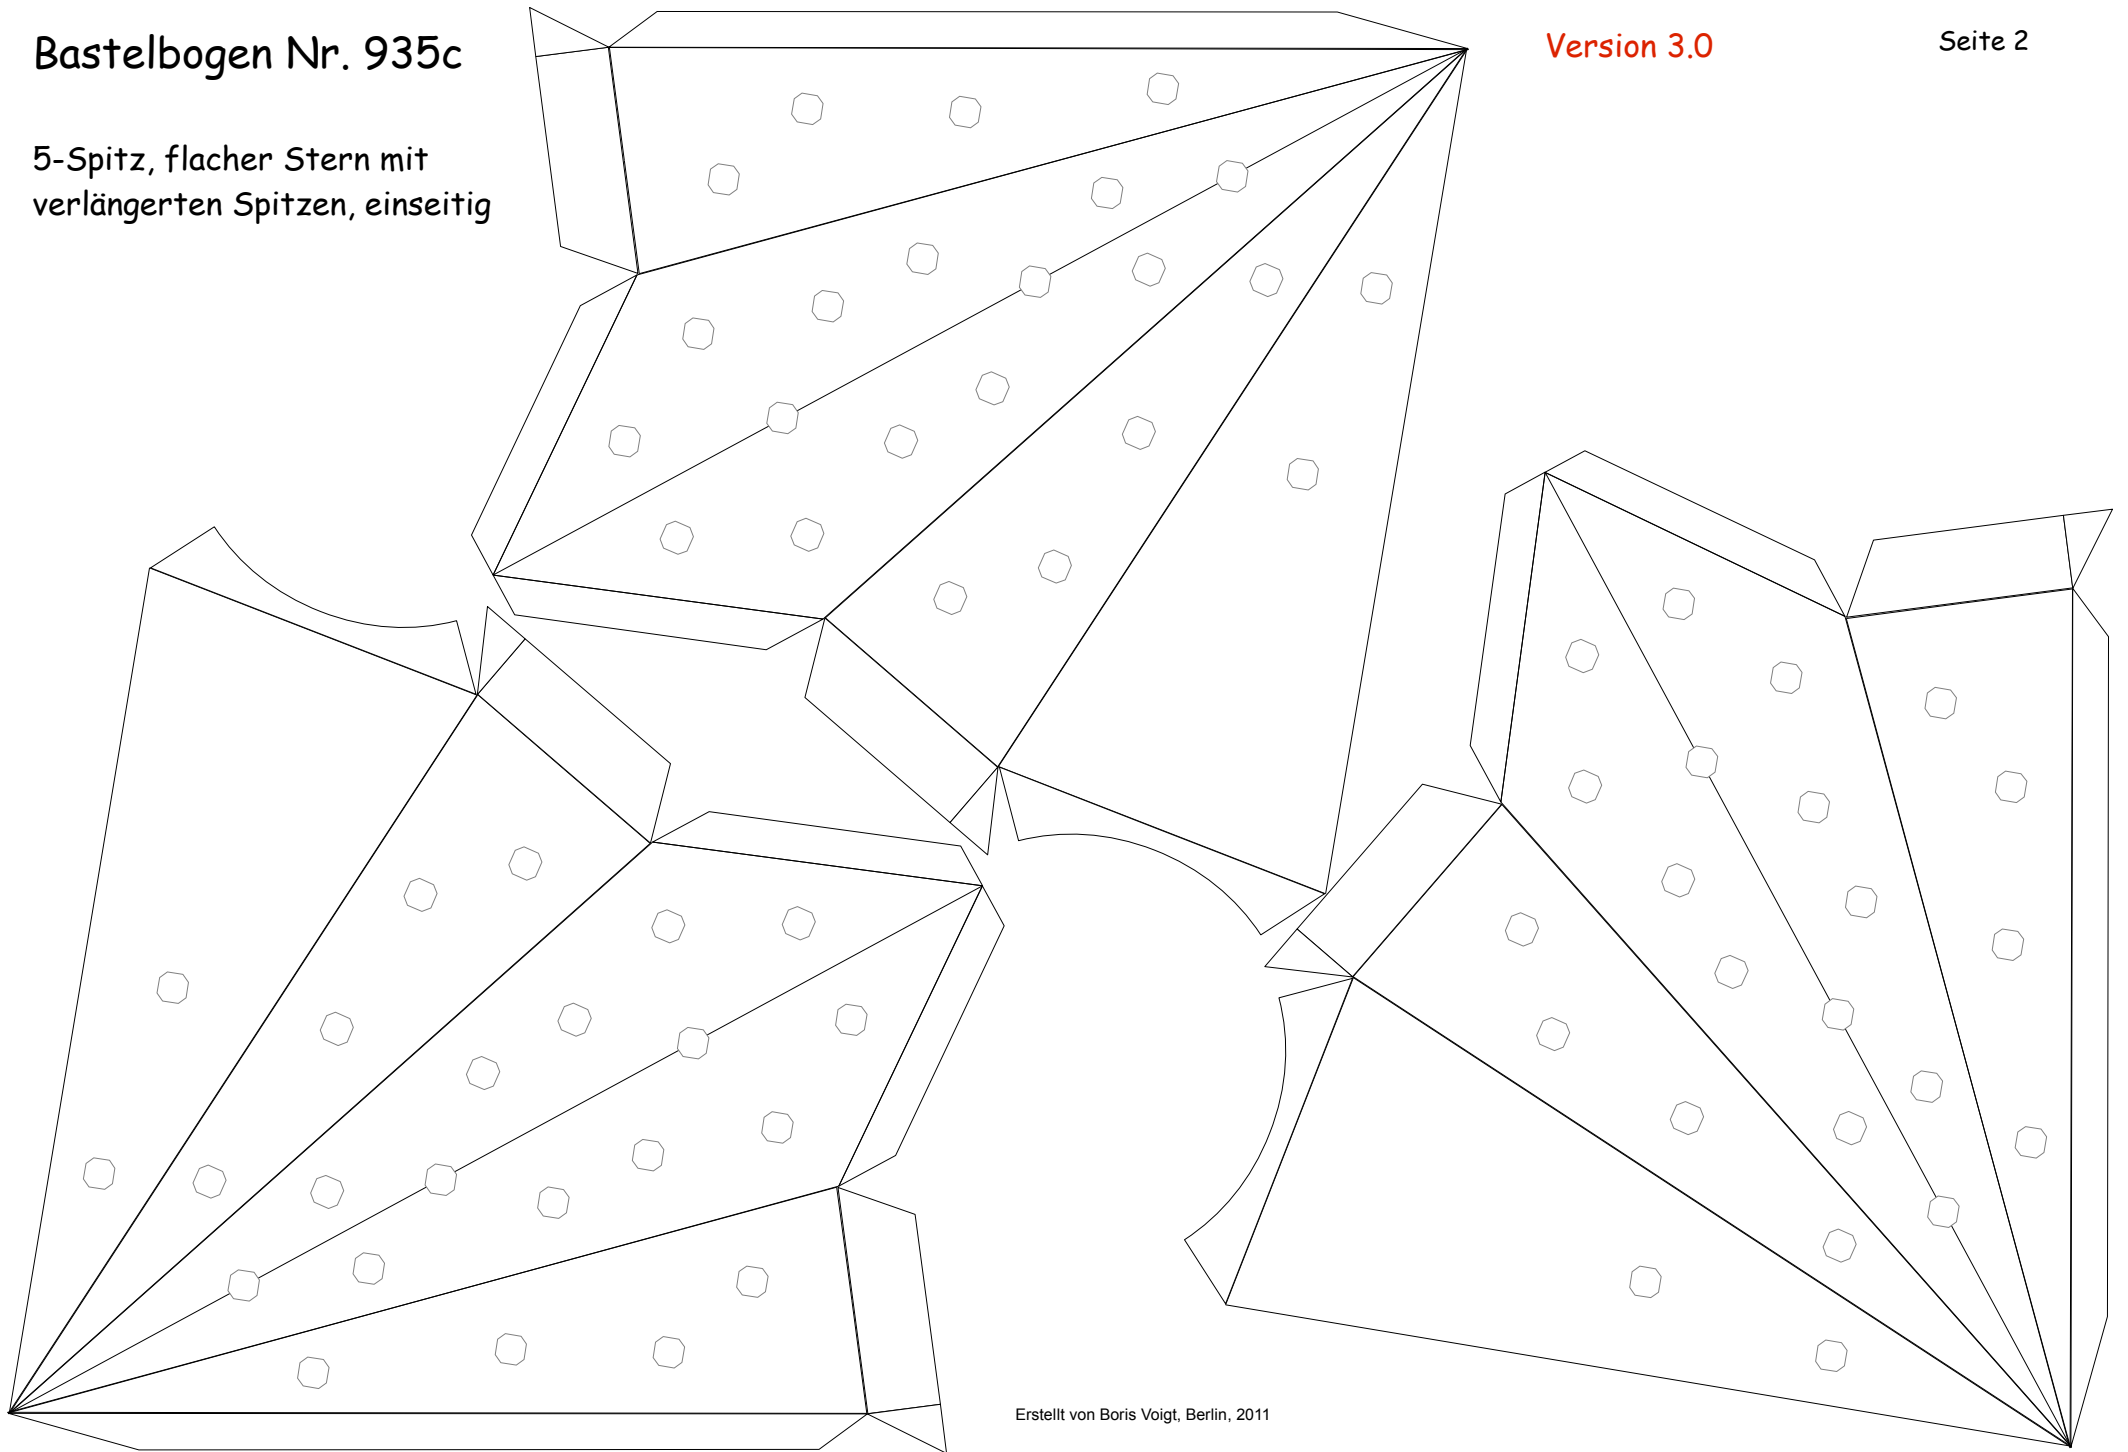 Bastelbogen Nr. 935c
Version 3.0
Seite 2
5-Spitz, flacher Stern mit
verlängerten Spitzen, einseitig
Erstellt von Boris Voigt, Berlin, 2011